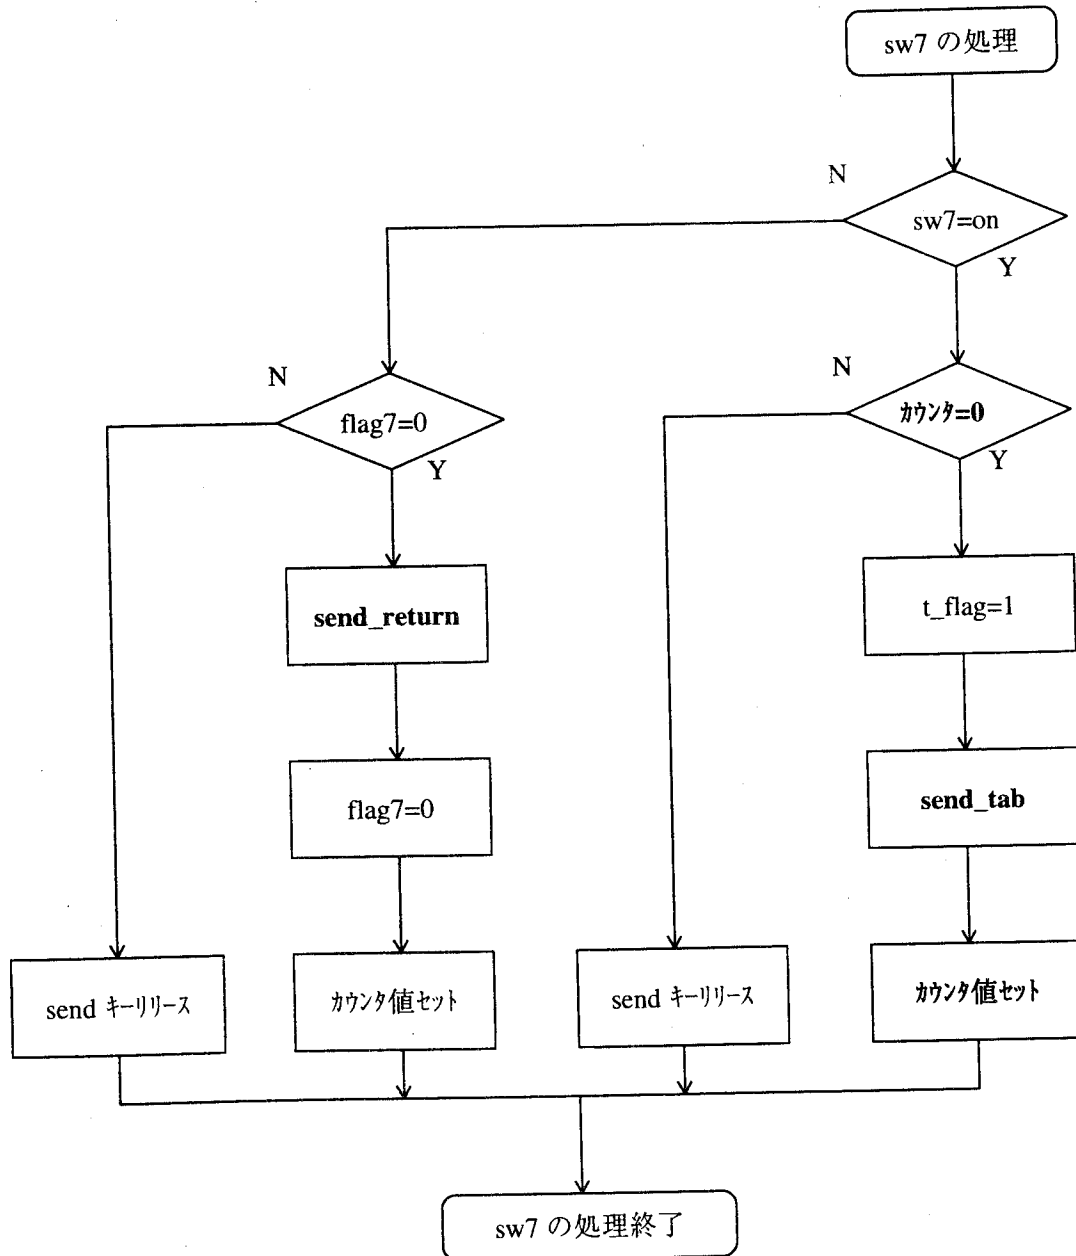 sw7 の処理
N
sw7=on
Y
N
flag7=0
Y
N
ｶｳﾝﾀ=0
Y
send_return
t_flag=1
flag7=0
send_tab
send ｷｰﾘﾘｰｽ
ｶｳﾝﾀ値ｾｯﾄ
send ｷｰﾘﾘｰｽ
ｶｳﾝﾀ値ｾｯﾄ
sw7 の処理終了